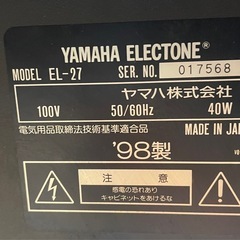 YAMAHA ELECTONE®
MODEL EL-27 SER. NO. 017568
ヤマハ株式会社
100V 50/60Hz 40W
電気用品取締法技術基準適合品 MADE IN JA
'98製
注意
感電の恐れあり
キャビネットをあけるな